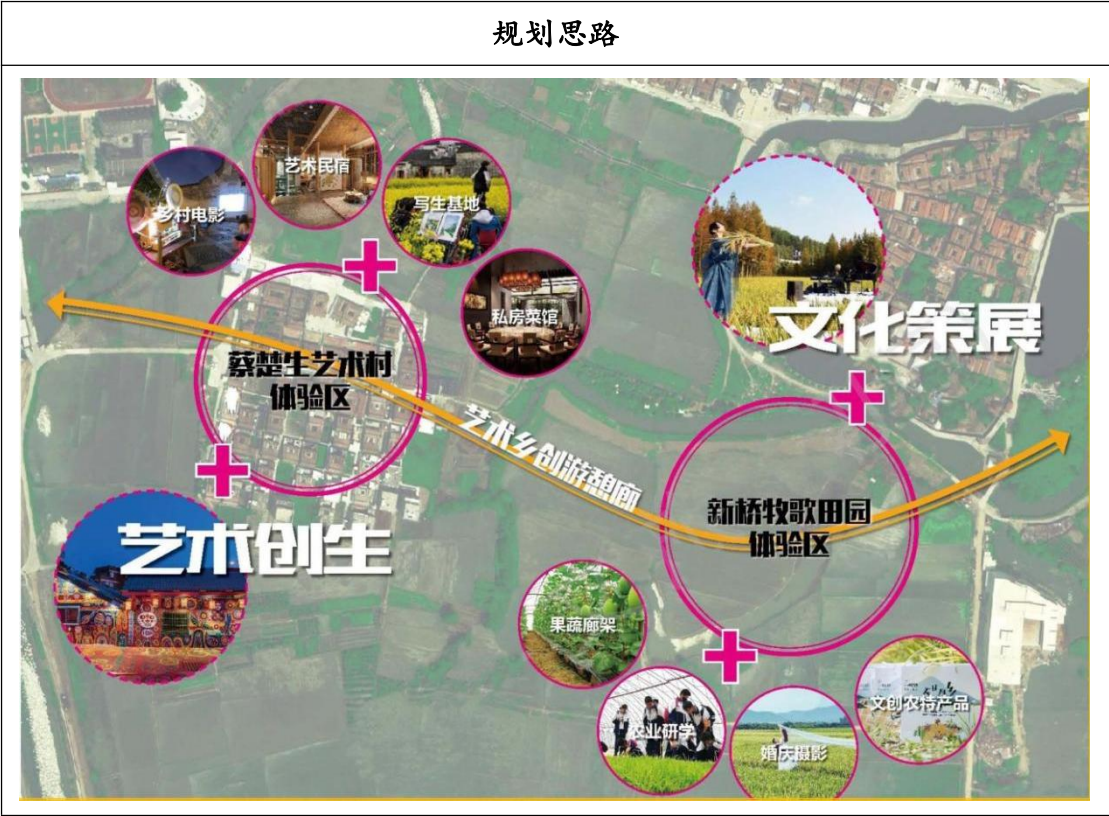 规划思路
艺术民宿
乡村电影
写生基地
私房菜馆
文化策展
蔡楚生艺术村
体验区
艺术乡创游憩廊
新桥牧歌田园
体验区
艺术创生
果蔬廊架
农业研学
婚庆摄影
文创农特产品